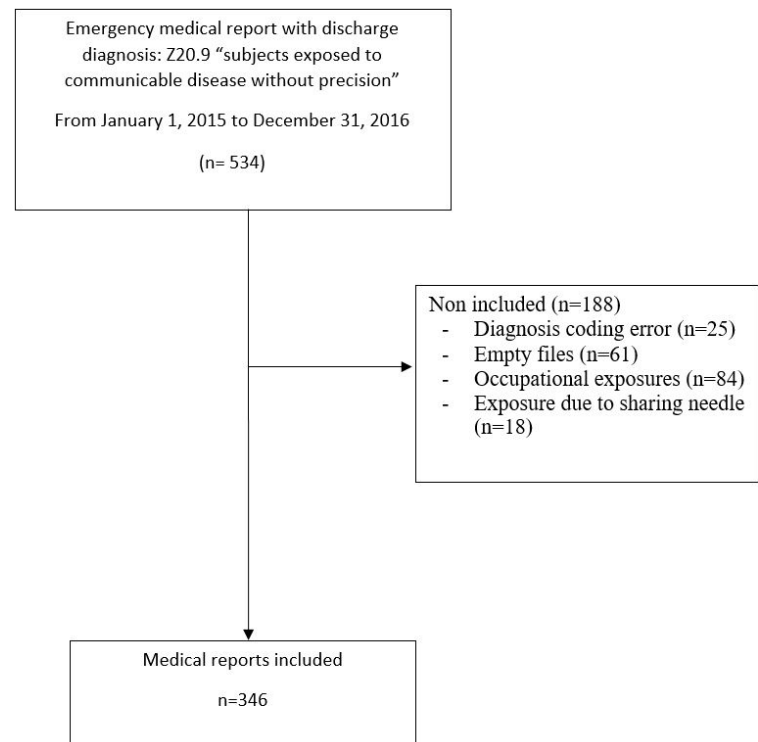 Emergency medical report with discharge
diagnosis: Z20.9 “subjects exposed to
communicable disease without precision”
From January 1, 2015 to December 31, 2016
(n= 534)
Non included (n=188)
- Diagnosis coding error (n=25)
- Empty files (n=61)
- Occupational exposures (n=84)
- Exposure due to sharing needle
(n=18)
Medical reports included
n=346